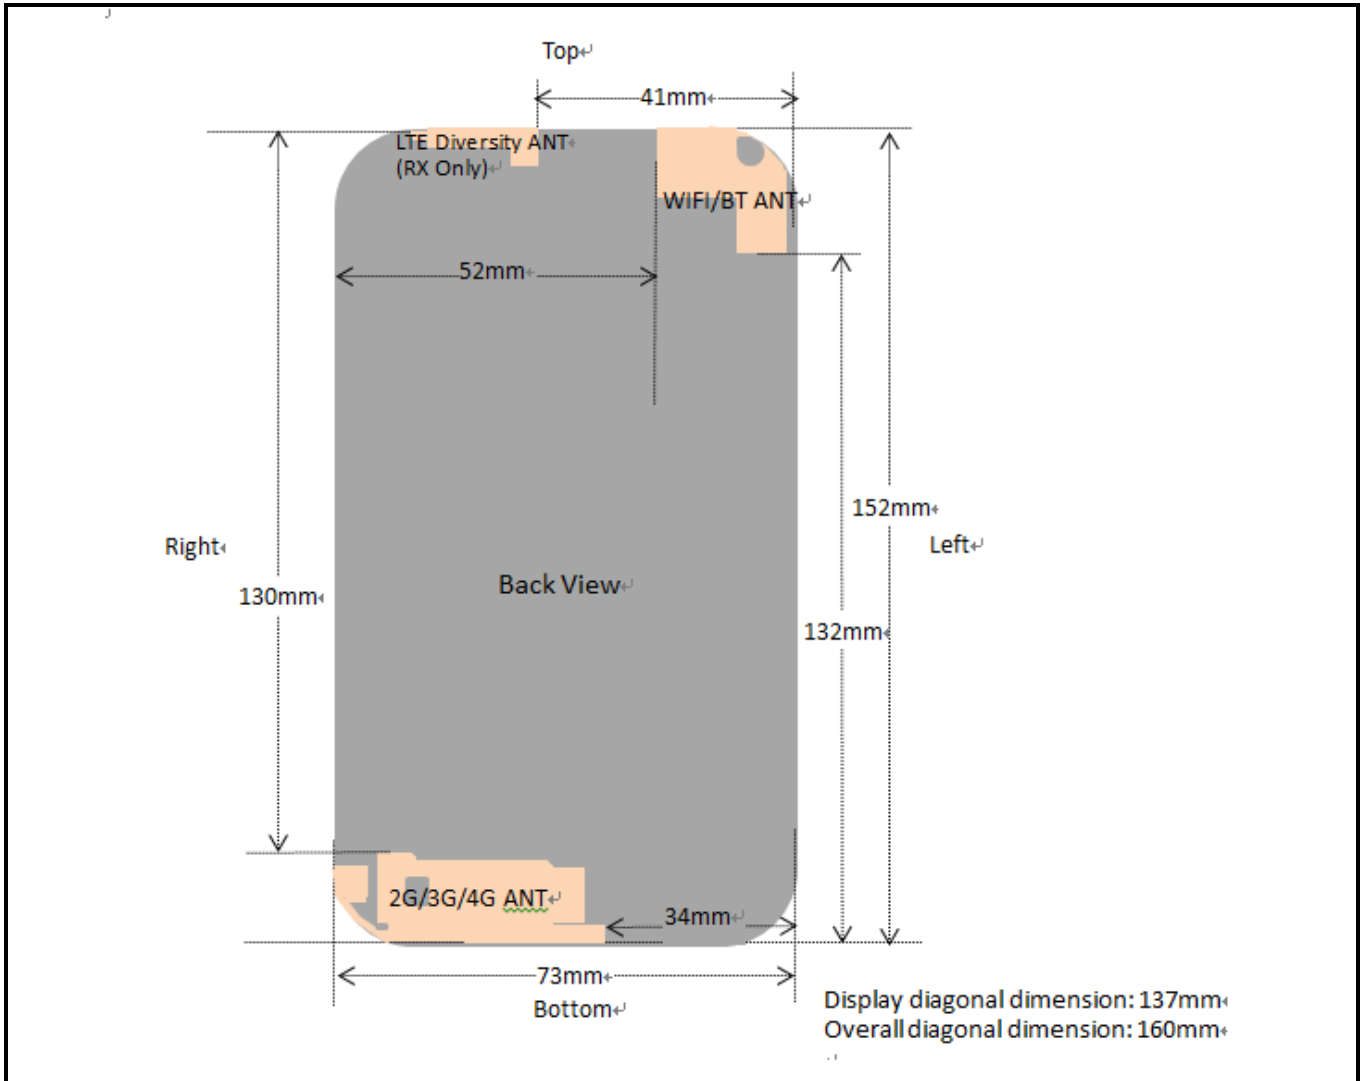 Top
41mm
LTE Diversity ANT
(RX Only)
WIFI/BT ANT
52mm
152mm
Right
Left
Back View
130mm
132mm
2G/3G/4G ANT
34mm
73mm
Bottom
Display diagonal dimension: 137mm
Overall diagonal dimension: 160mm